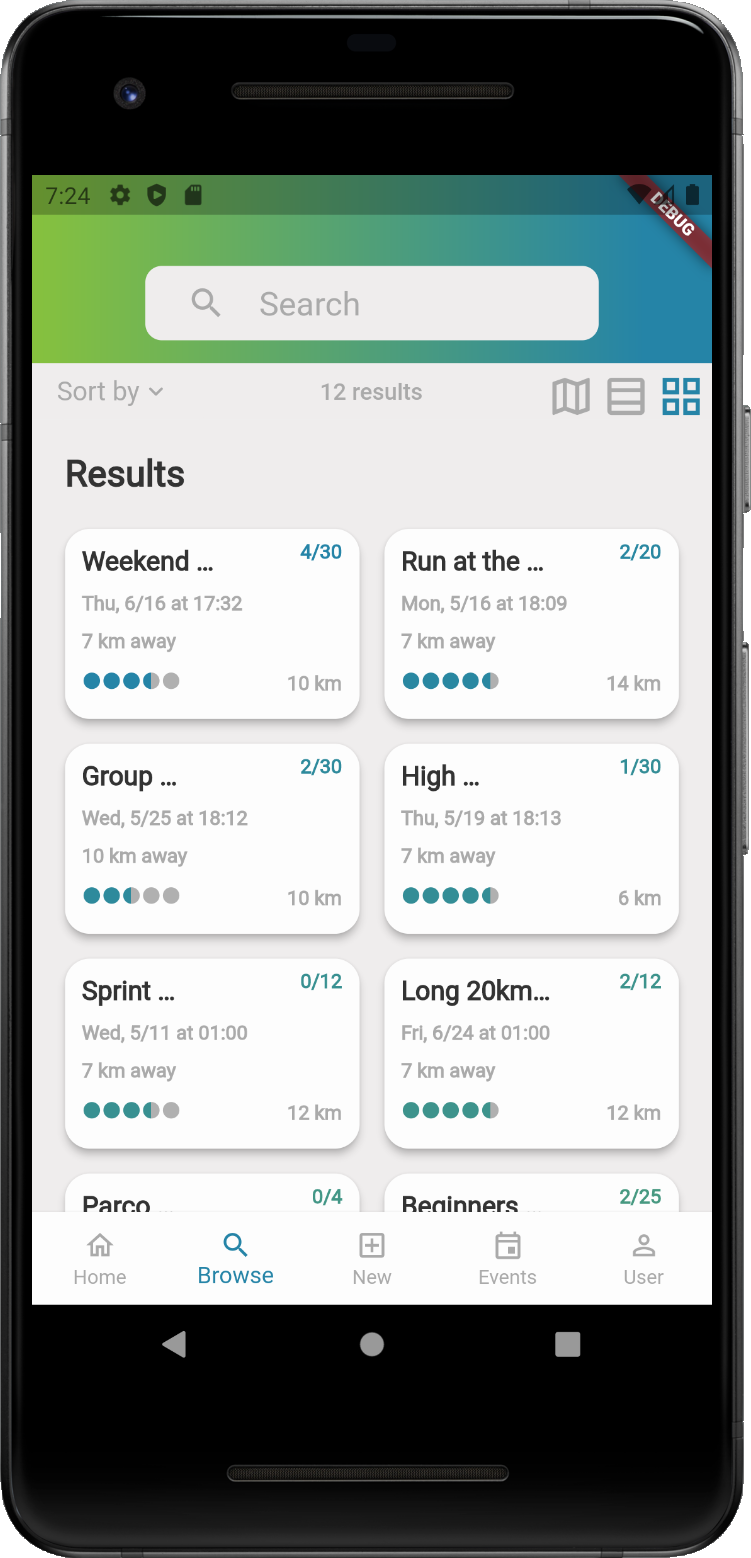 7:24
DEBUG
Search
Sort by
12 results
Results
Weekend ...
4/30
Thu, 6/16 at 17:32
7 km away
10 km
Run at the ...
2/20
Mon, 5/16 at 18:09
7 km away
14 km
Group ...
2/30
Wed, 5/25 at 18:12
10 km away
10 km
High ...
1/30
Thu, 5/19 at 18:13
7 km away
6 km
Sprint ...
0/12
Wed, 5/11 at 01:00
7 km away
12 km
Long 20km...
2/12
Fri, 6/24 at 01:00
7 km away
12 km
Parco ...
0/4
Beginners ...
2/25
Home
Browse
New
Events
User